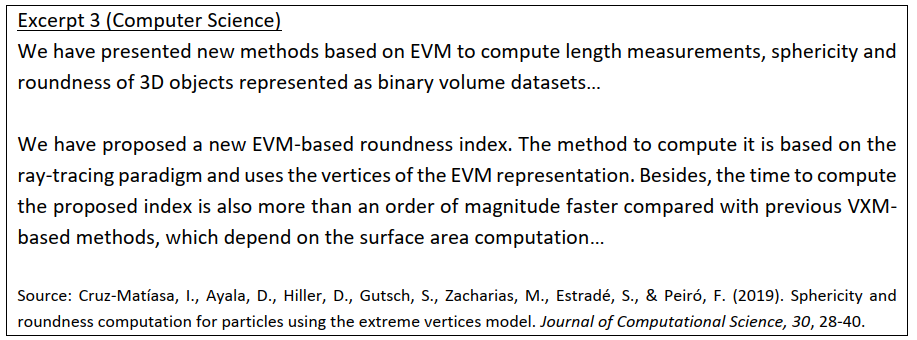 Excerpt 3 (Computer Science)
We have presented new methods based on EVM to compute length measurements, sphericity and
roundness of 3D objects represented as binary volume datasets…
We have proposed a new EVM-based roundness index. The method to compute it is based on the
ray-tracing paradigm and uses the vertices of the EVM representation. Besides, the time to compute
the proposed index is also more than an order of magnitude faster compared with previous VXM-
based methods, which depend on the surface area computation…
Source: Cruz-Matíasa, I., Ayala, D., Hiller, D., Gutsch, S., Zacharias, M., Estradé, S., & Peiró, F. (2019). Sphericity and
roundness computation for particles using the extreme vertices model. Journal of Computational Science, 30, 28-40.